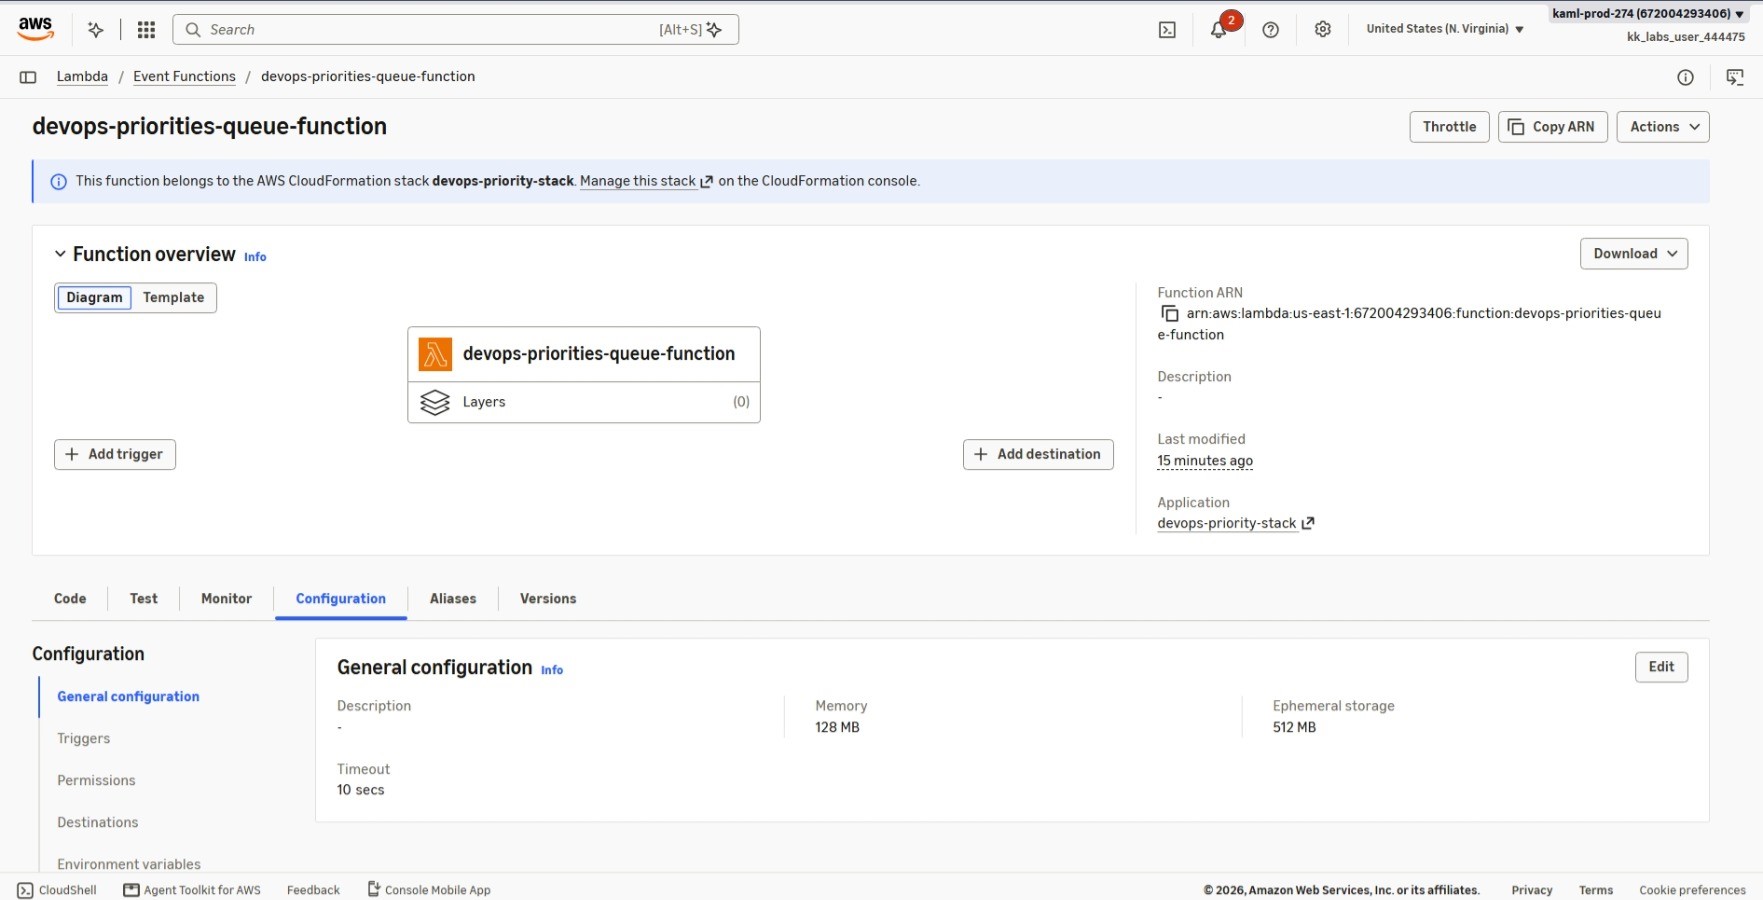 aws
Search [Alt+S]
2
United States (N. Virginia)
kaml-prod-274 (672004293406)
kk_labs_user_444475
Lambda / Event Functions / devops-priorities-queue-function
devops-priorities-queue-function
Throttle
Copy ARN
Actions
This function belongs to the AWS CloudFormation stack devops-priority-stack. Manage this stack on the CloudFormation console.
Function overview Info
Download
Diagram
Template
devops-priorities-queue-function
Layers (0)
Add trigger
Add destination
Function ARN
arn:aws:lambda:us-east-1:672004293406:function:devops-priorities-queu
e-function
Description
-
Last modified
15 minutes ago
Application
devops-priority-stack
Code
Test
Monitor
Configuration
Aliases
Versions
Configuration
General configuration
Triggers
Permissions
Destinations
Environment variables
General configuration Info
Edit
Description
-
Memory
128 MB
Ephemeral storage
512 MB
Timeout
10 secs
CloudShell
Agent Toolkit for AWS
Feedback
Console Mobile App
© 2026, Amazon Web Services, Inc. or its affiliates.
Privacy
Terms
Cookie preferences